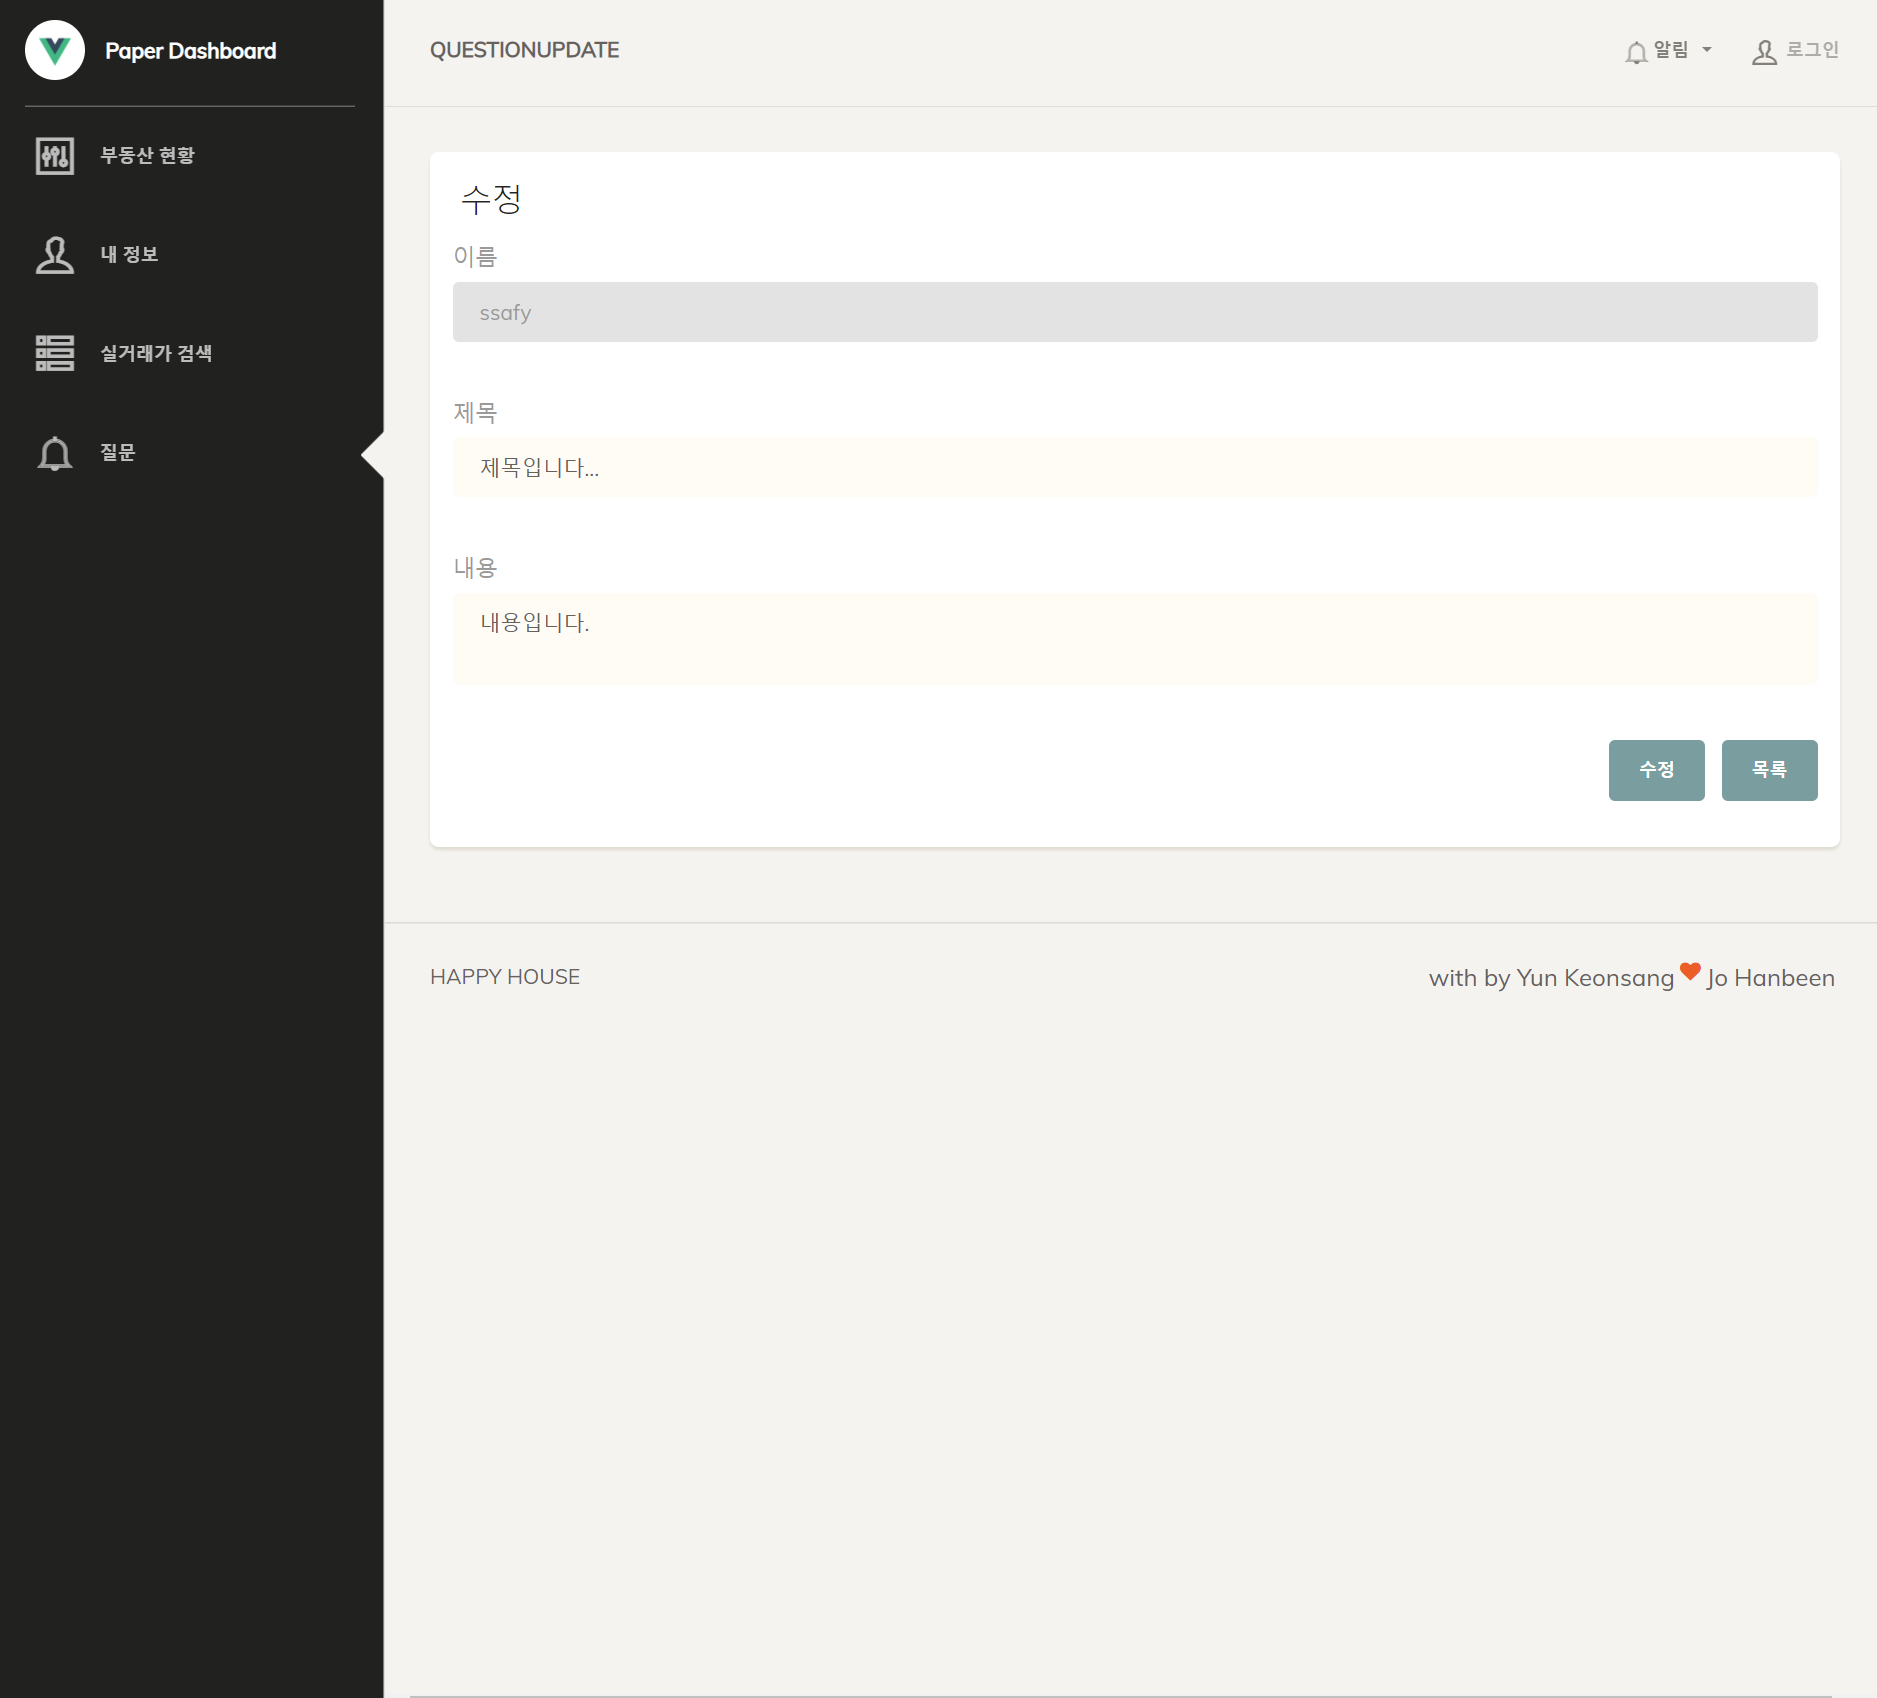 Paper Dashboard
부동산 현황
내 정보
실거래가 검색
질문
QUESTIONUPDATE
알림
로그인
수정
이름
ssafy
제목
제목입니다...
내용
내용입니다.
수정
목록
HAPPY HOUSE
with by Yun Keonsang Jo Hanbeen